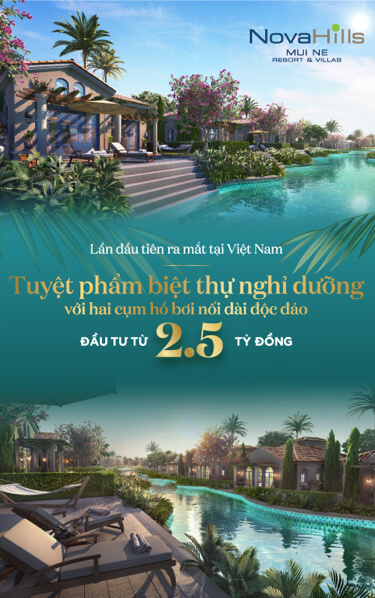 NovaHills
MUI NE
RESORT & VILLAS
Lần đầu tiên ra mắt tại Việt Nam
Tuyệt phẩm biệt thự nghỉ dưỡng
với hai cụm hồ bơi nối dài độc đáo
ĐẦU TƯ TỪ 2.5 TỶ ĐỒNG